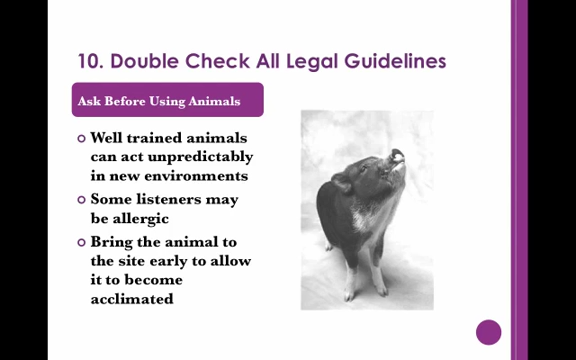 10. Double Check All Legal Guidelines
Ask Before Using Animals
Well trained animals
can act unpredictably
in new environments
Some listeners may
be allergic
Bring the animal to
the site early to allow
it to become
acclimated